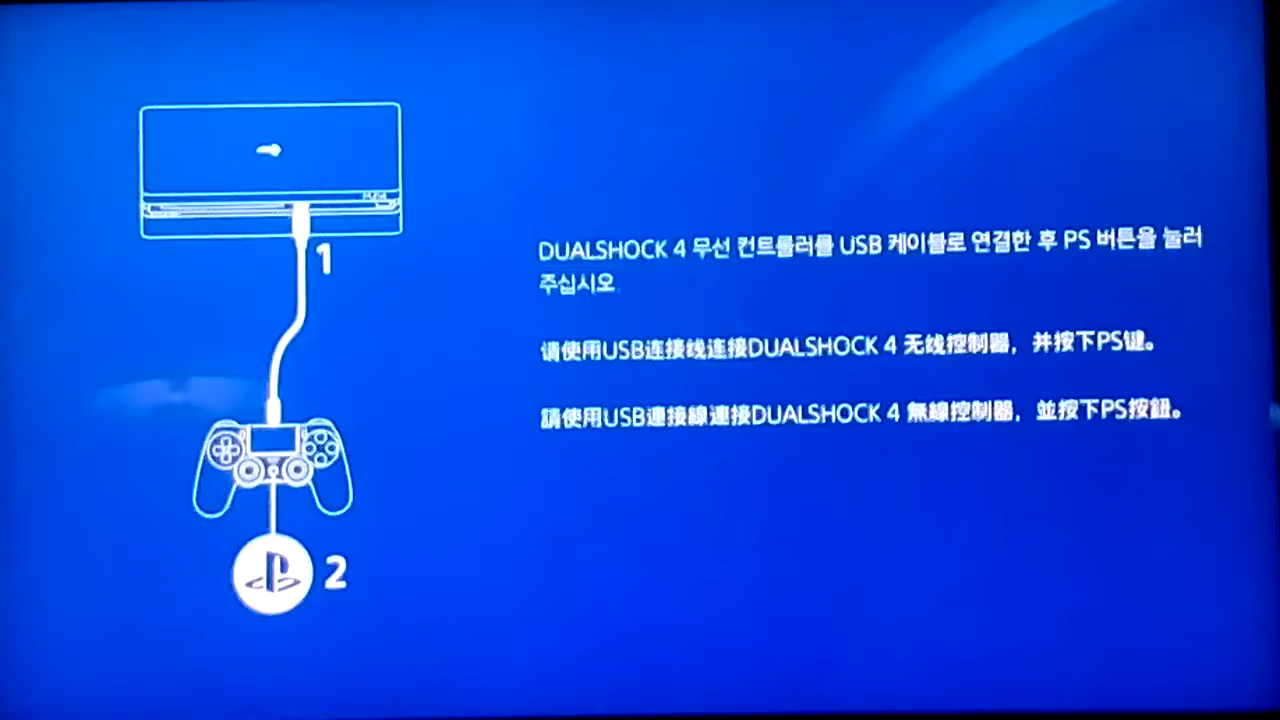 1
2
DUALSHOCK 4 무선 컨트롤러를 USB 케이블로 연결한 후 PS 버튼을 눌러
주십시오
请使用USB连接线连接DUALSHOCK 4 无线控制器，并按下PS键。
請使用USB連接線連接DUALSHOCK 4 無線控制器，並按下PS按鈕。